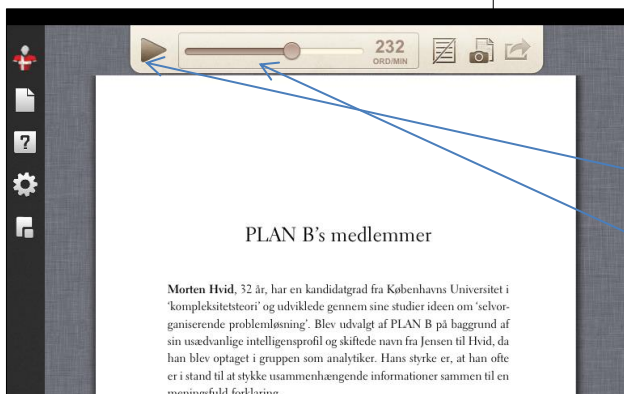 232
ORD/MIN
?
PLAN B's medlemmer
Morten Hvid, 32 år, har en kandidatgrad fra Københavns Universitet i
'kompleksitetsteori' og udviklede gennem sine studier ideen om 'selvor-
ganiserende problemløsning'. Blev udvalgt af PLAN B på baggrund af
sin usædvanlige intelligensprofil og skiftede navn fra Jensen til Hvid, da
han blev optaget i gruppen som analytiker. Hans styrke er, at han ofte
er i stand til at stykke usammenhængende informationer sammen til en
meningsfuld forklaring.